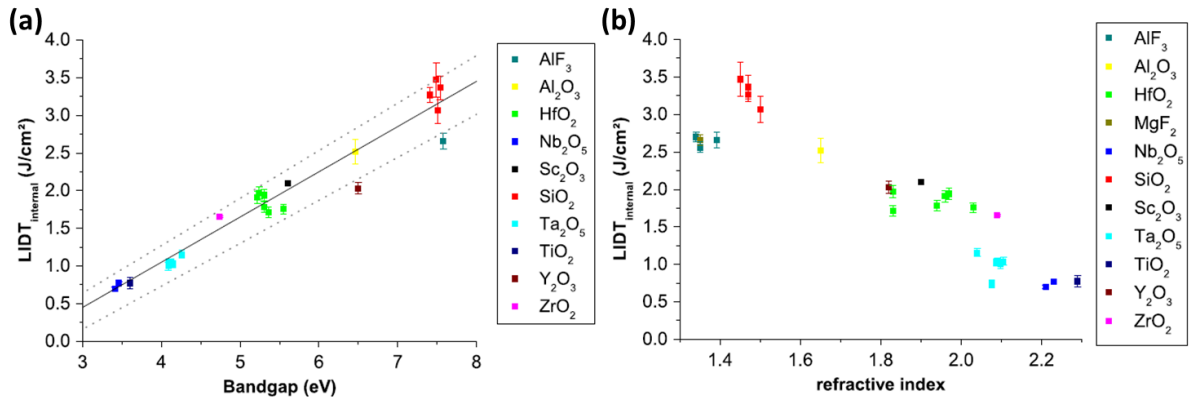 (a)
4.0
3.5
3.0
2.5
2.0
1.5
1.0
0.5
0.0
LIDT_internal (J/cm²)
3 4 5 6 7 8
Bandgap (eV)
AlF₃
Al₂O₃
HfO₂
Nb₂O₅
Sc₂O₃
SiO₂
Ta₂O₅
TiO₂
Y₂O₃
ZrO₂
(b)
4.0
3.5
3.0
2.5
2.0
1.5
1.0
0.5
0.0
LIDT_internal (J/cm²)
1.4 1.6 1.8 2.0 2.2
refractive index
AlF₃
Al₂O₃
HfO₂
MgF₂
Nb₂O₅
SiO₂
Sc₂O₃
Ta₂O₅
TiO₂
Y₂O₃
ZrO₂